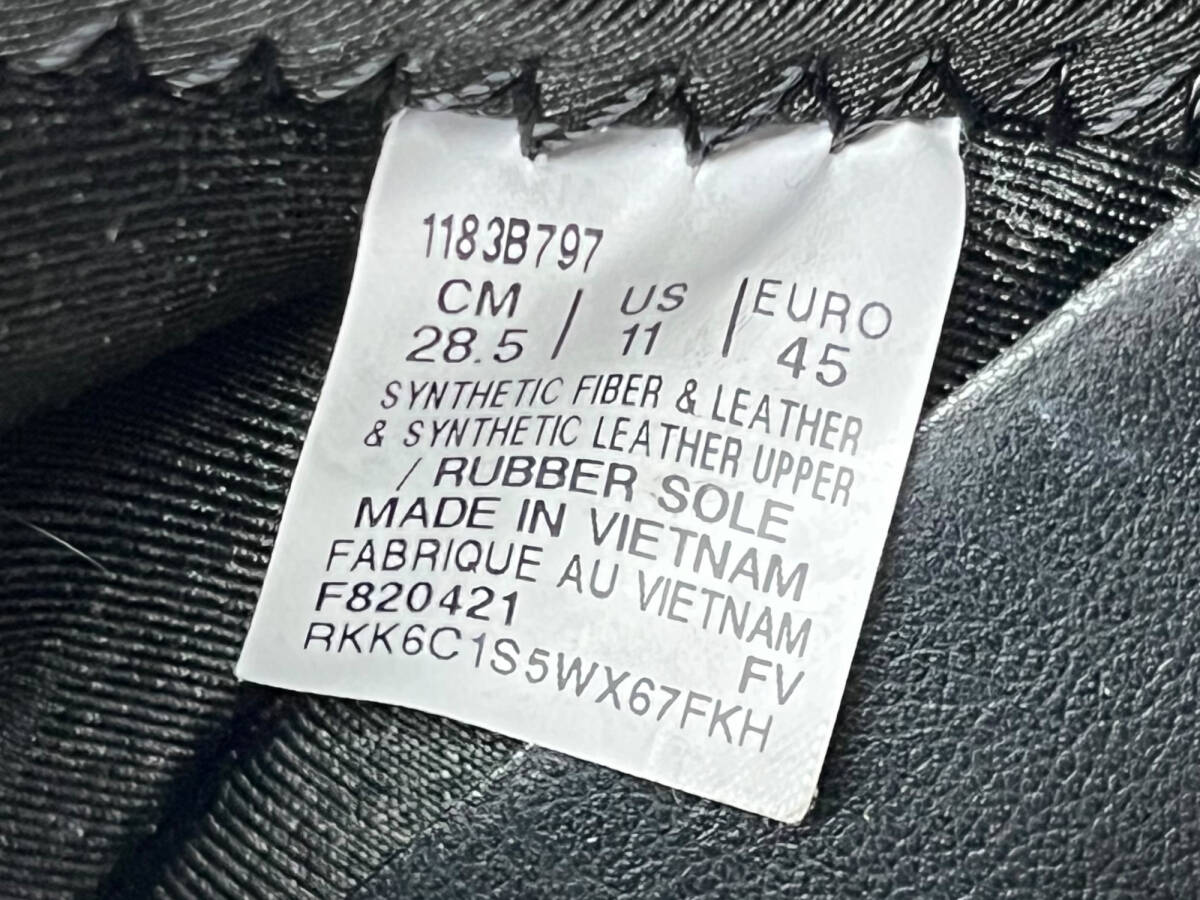 1183B797
CM / US | EURO
28.5 11 45
SYNTHETIC FIBER & LEATHER
& SYNTHETIC LEATHER UPPER
/ RUBBER SOLE
MADE IN VIETNAM
FABRIQUE AU VIETNAM
F820421 FV
RKK6C1S5WX67FKH